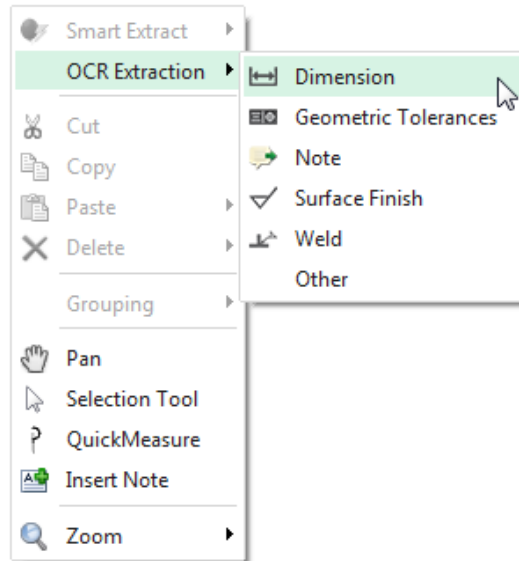 Smart Extract
OCR Extraction
Cut
Copy
Paste
Delete
Grouping
Pan
Selection Tool
QuickMeasure
Insert Note
Zoom
Dimension
Geometric Tolerances
Note
Surface Finish
Weld
Other